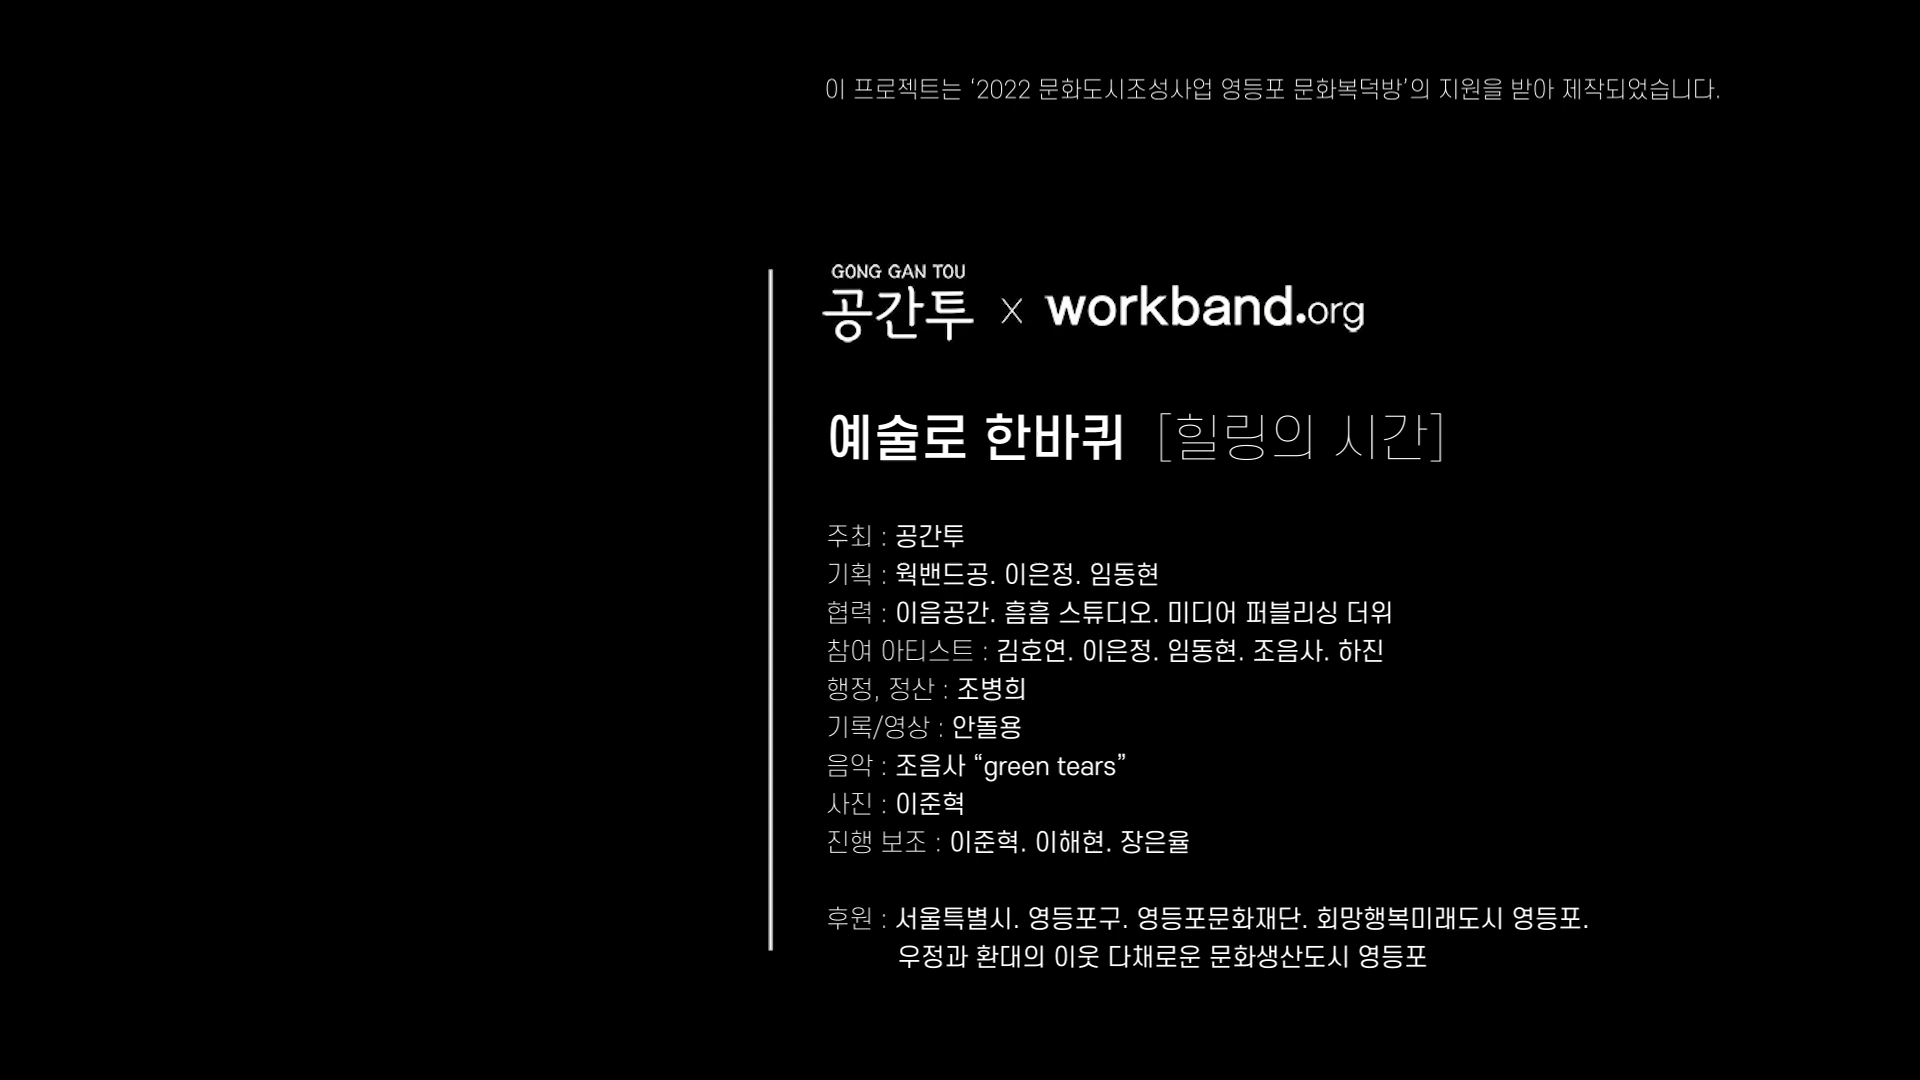 이 프로젝트는 ‘2022 문화도시조성사업 영등포 문화복덕방’의 지원을 받아 제작되었습니다.
GONG GAN TOU
공간투 x workband.org
예술로 한바퀴 [힐링의 시간]
주최 : 공간투
기획 : 웍밴드공. 이은정. 임동현
협력 : 이음공간. 흠흠 스튜디오. 미디어 퍼블리싱 더위
참여 아티스트 : 김호연. 이은정. 임동현. 조음사. 하진
행정, 정산 : 조병희
기록/영상 : 안돌용
음악 : 조음사 “green tears”
사진 : 이준혁
진행 보조 : 이준혁. 이해현. 장은율
후원 : 서울특별시. 영등포구. 영등포문화재단. 희망행복미래도시 영등포.
우정과 환대의 이웃 다채로운 문화생산도시 영등포